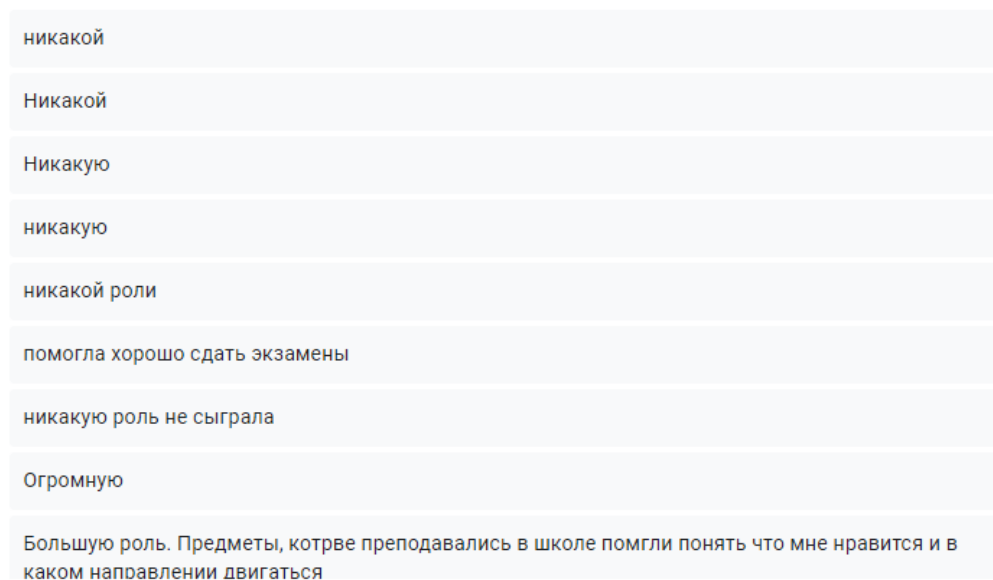 никакой
Никакой
Никакую
никакую
никакой роли
помогла хорошо сдать экзамены
никакую роль не сыграла
Огромную
Большую роль. Предметы, котрве преподавались в школе помгли понять что мне нравится и в
каком направлении двигаться